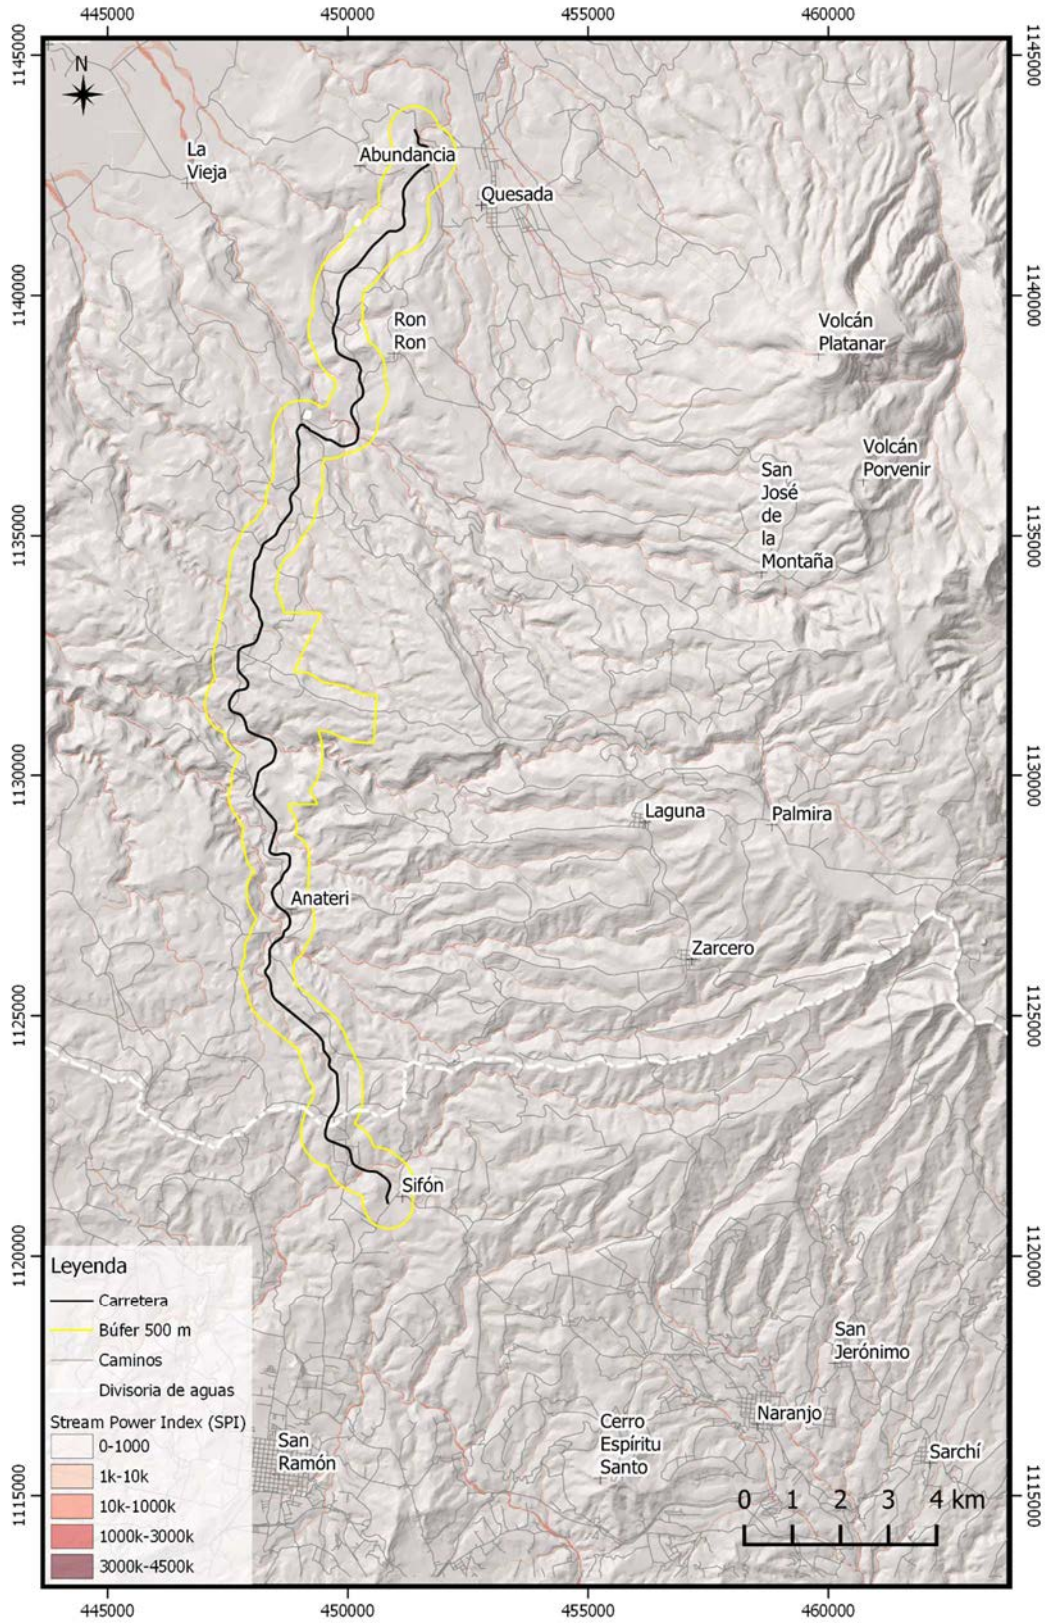 445000 450000 455000 460000
1145000
1145000
N
La
Vieja
Abundancia
Quesada
1140000
1140000
Ron
Ron
Volcán
Platanar
Volcán
Porvenir
San
José
de
la
Montaña
1135000
1135000
1130000
1130000
Laguna
Palmira
Anateri
Zarcero
1125000
1125000
Sifón
1120000
1120000
Leyenda
Carretera
Búfer 500 m
Caminos
Divisoria de aguas
Stream Power Index (SPI)
0-1000
1k-10k
10k-1000k
1000k-3000k
3000k-4500k
San
Jerónimo
Naranjo
Cerro
Espíritu
Santo
Sarchí
San
Ramón
1115000
1115000
0 1 2 3 4 km
445000 450000 455000 460000